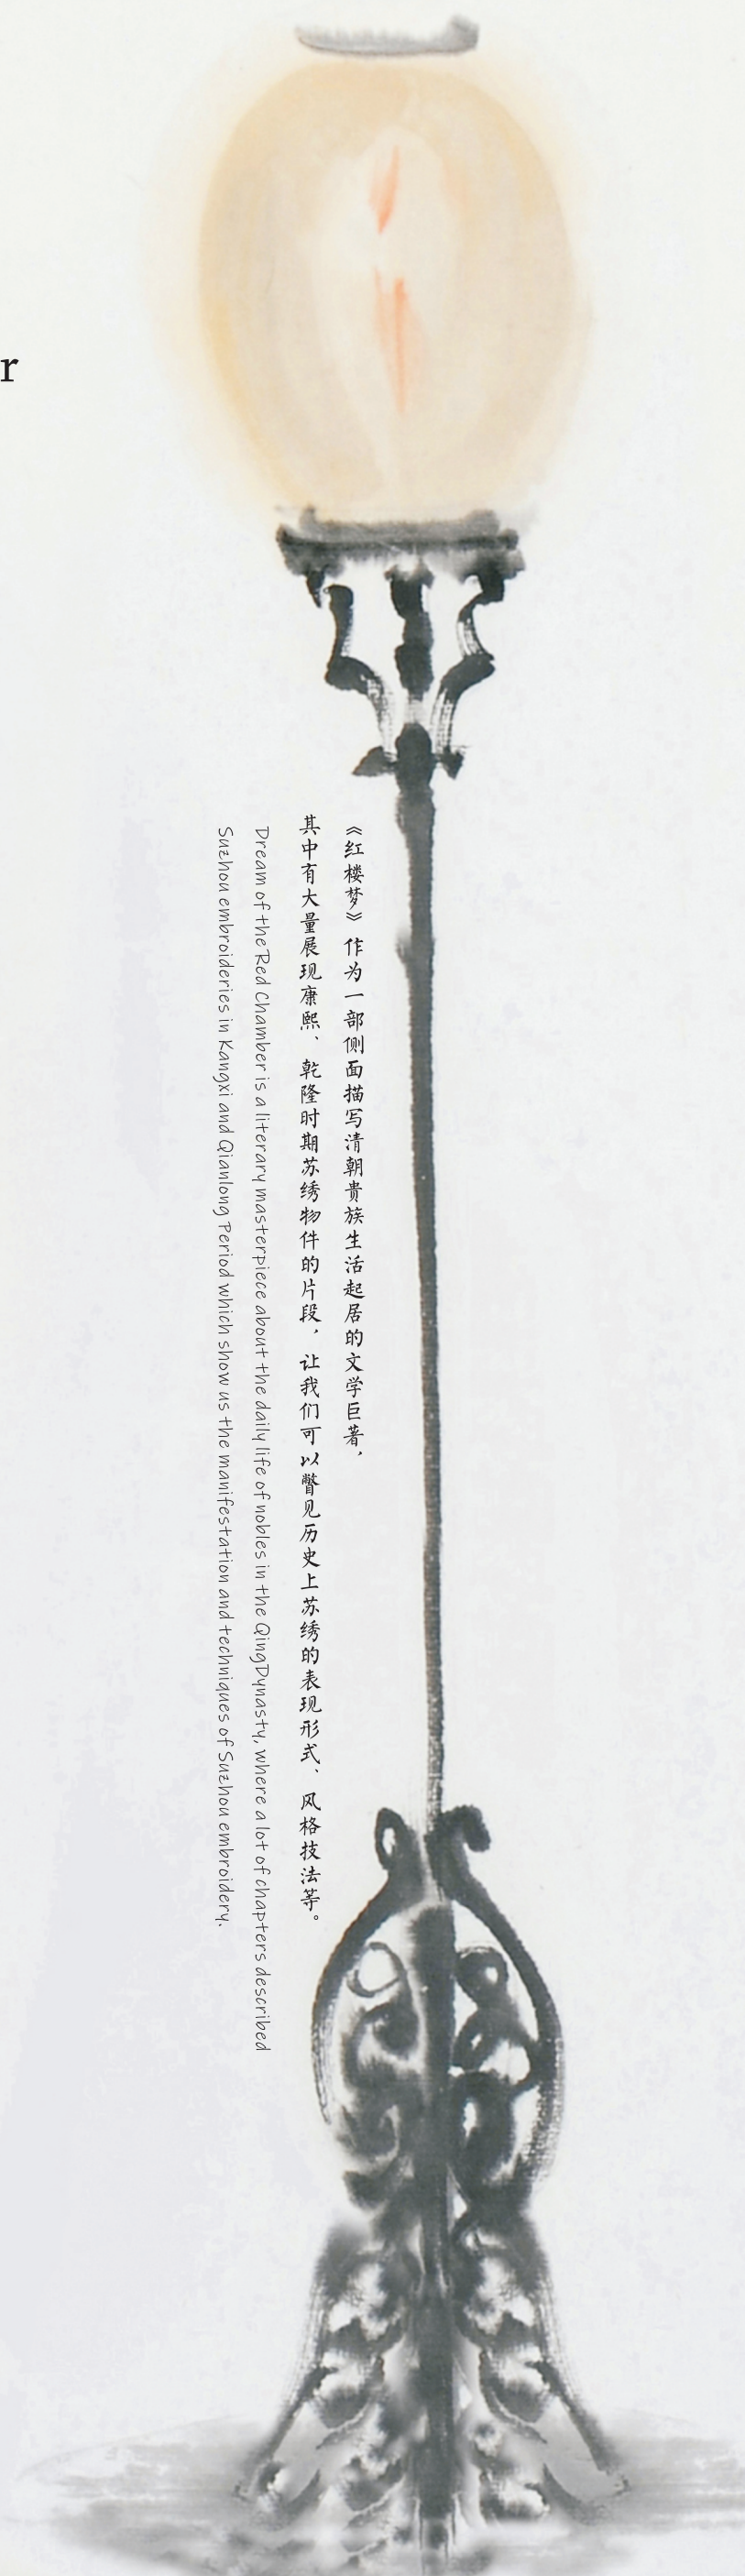 r
《红楼梦》作为一部侧面描写清朝贵族生活起居的文学巨著，
其中有大量展现康熙、乾隆时期苏绣物件的片段，让我们可以瞥见历史上苏绣的表现形式、风格技法等。
Dream of the Red Chamber is a literary masterpiece about the daily life of nobles in the Qing Dynasty, where a lot of chapters described
Suzhou embroideries in Kangxi and Qianlong Period which show us the manifestation and techniques of Suzhou embroidery.